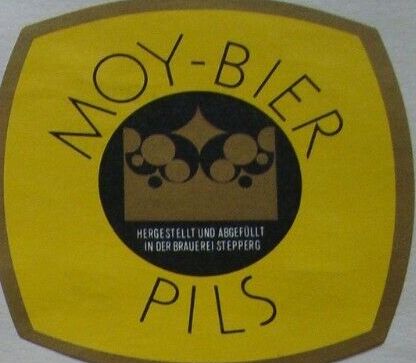 MOY-BIER
HERGESTELLT UND ABGEFÜLLT
IN DER BRAUEREI STEPPERG
PILS